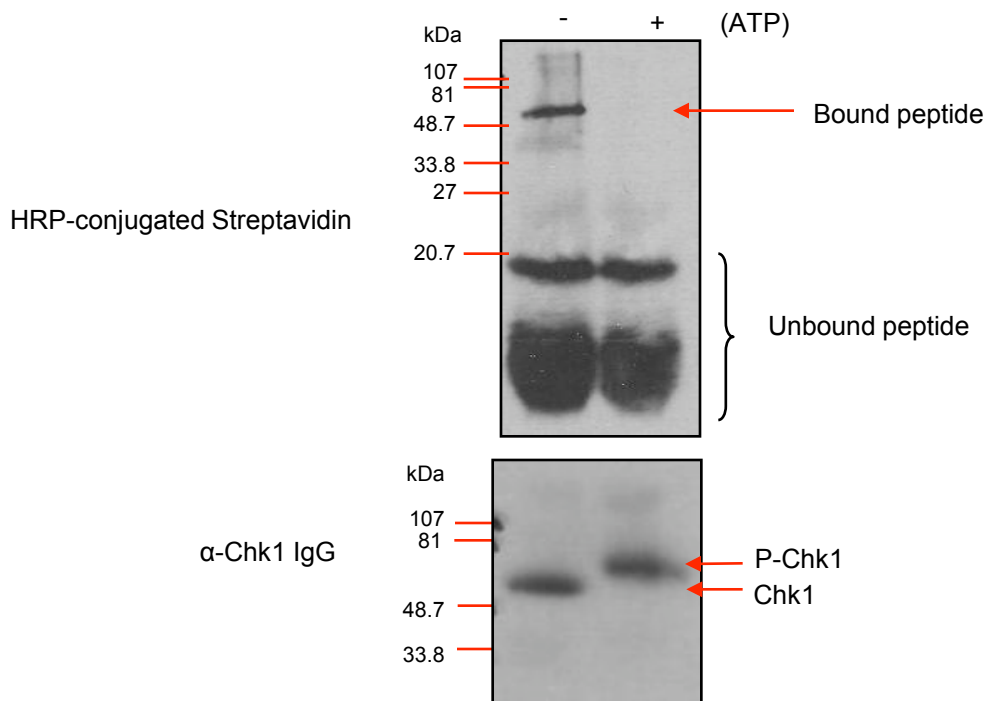 - + (ATP)
kDa
107
81
48.7
33.8
27
20.7
Bound peptide
HRP-conjugated Streptavidin
Unbound peptide
kDa
107
81
48.7
33.8
α-Chk1 IgG
P-Chk1
Chk1